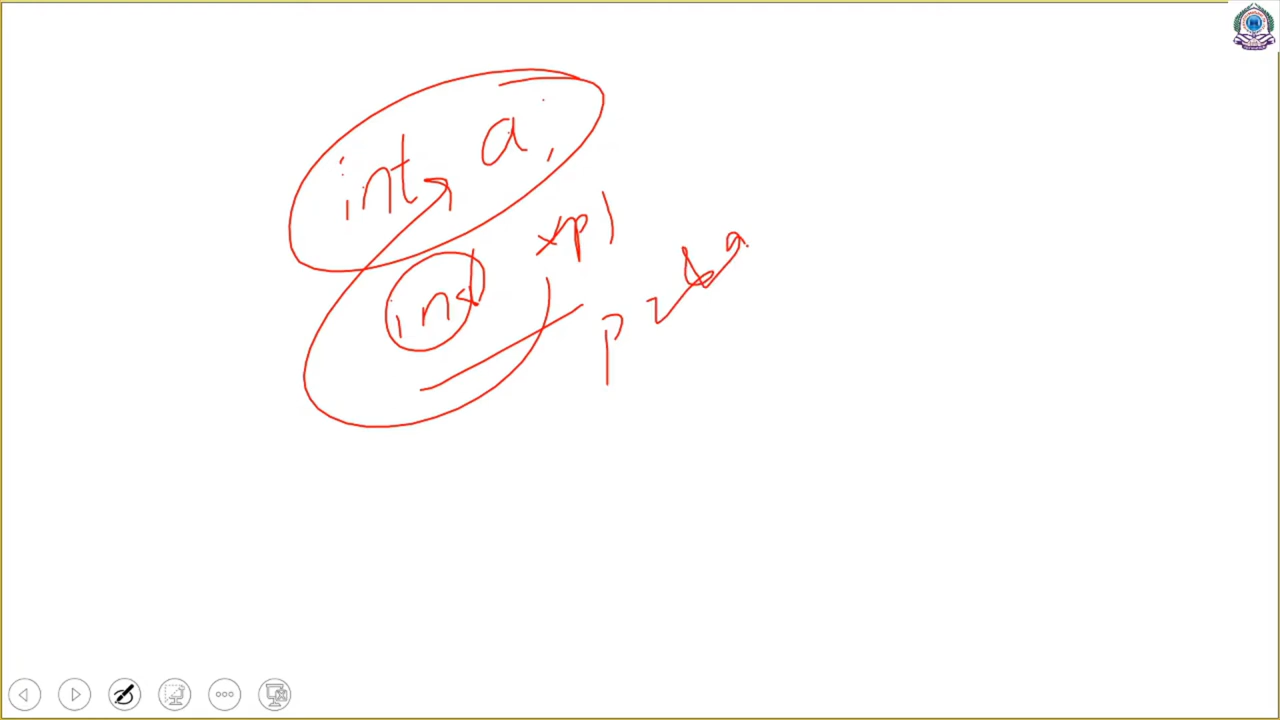 int a;
int *p;
p = &a